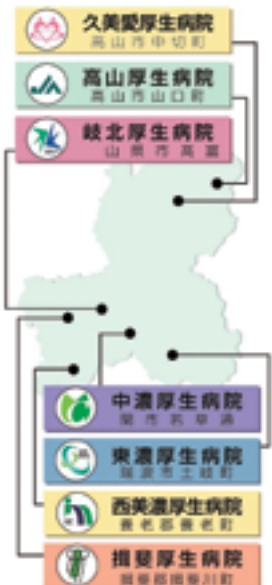 久美愛厚生病院
高山市中切町
高山厚生病院
高山市山口町
岐北厚生病院
山県市高富
中濃厚生病院
関市若草通
東濃厚生病院
瑞浪市土岐町
西美濃厚生病院
養老郡養老町
揖斐厚生病院
揖斐郡揖斐川町